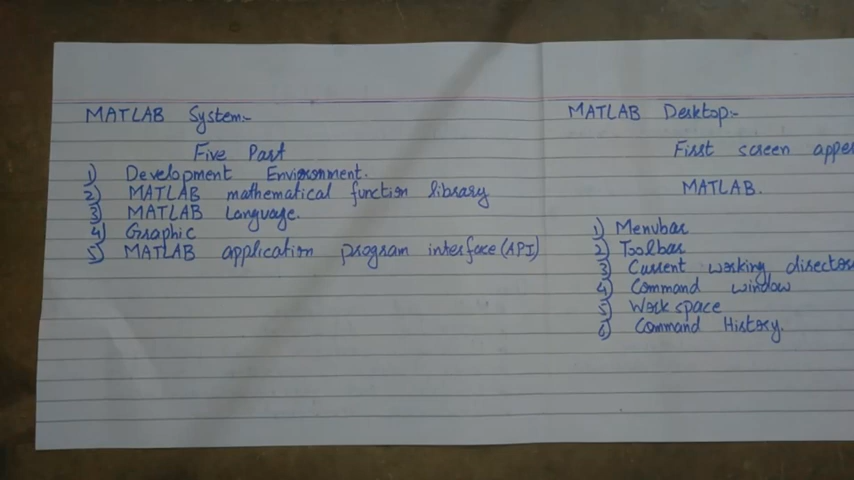 MATLAB System:-
Five Part
1) Development Environment.
2) MATLAB mathematical function library
3) MATLAB Language.
4) Graphic
5) MATLAB application program interface (API)
MATLAB Desktop:-
First screen appea
MATLAB.
1) Menubar
2) Toolbar
3) Current working director
4) Command window
5) Work space
6) Command History.